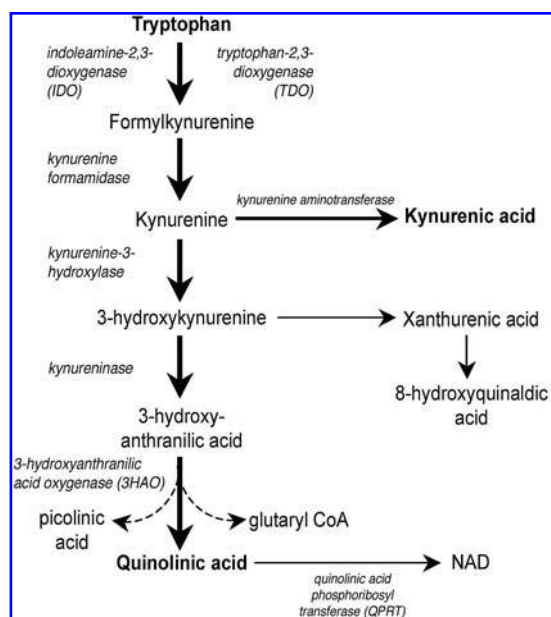 Tryptophan
indoleamine-2,3-
dioxygenase
(IDO)
tryptophan-2,3-
dioxygenase
(TDO)
Formylkynurenine
kynurenine
formamidase
kynurenine aminotransferase
Kynurenine
Kynurenic acid
kynurenine-3-
hydroxylase
3-hydroxykynurenine
Xanthurenic acid
kynureninase
8-hydroxyquinaldic
acid
3-hydroxy-
anthranilic acid
3-hydroxyanthranilic
acid oxygenase (3HAO)
picolinic
acid
glutaryl CoA
Quinolinic acid
NAD
quinolinic acid
phosphoribosyl
transferase (QPRT)